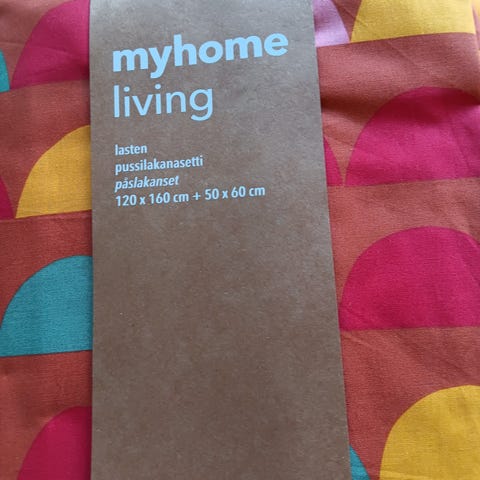 myhome
living
lasten
pussilakanasetti
påslakanset
120 x 160 cm + 50 x 60 cm